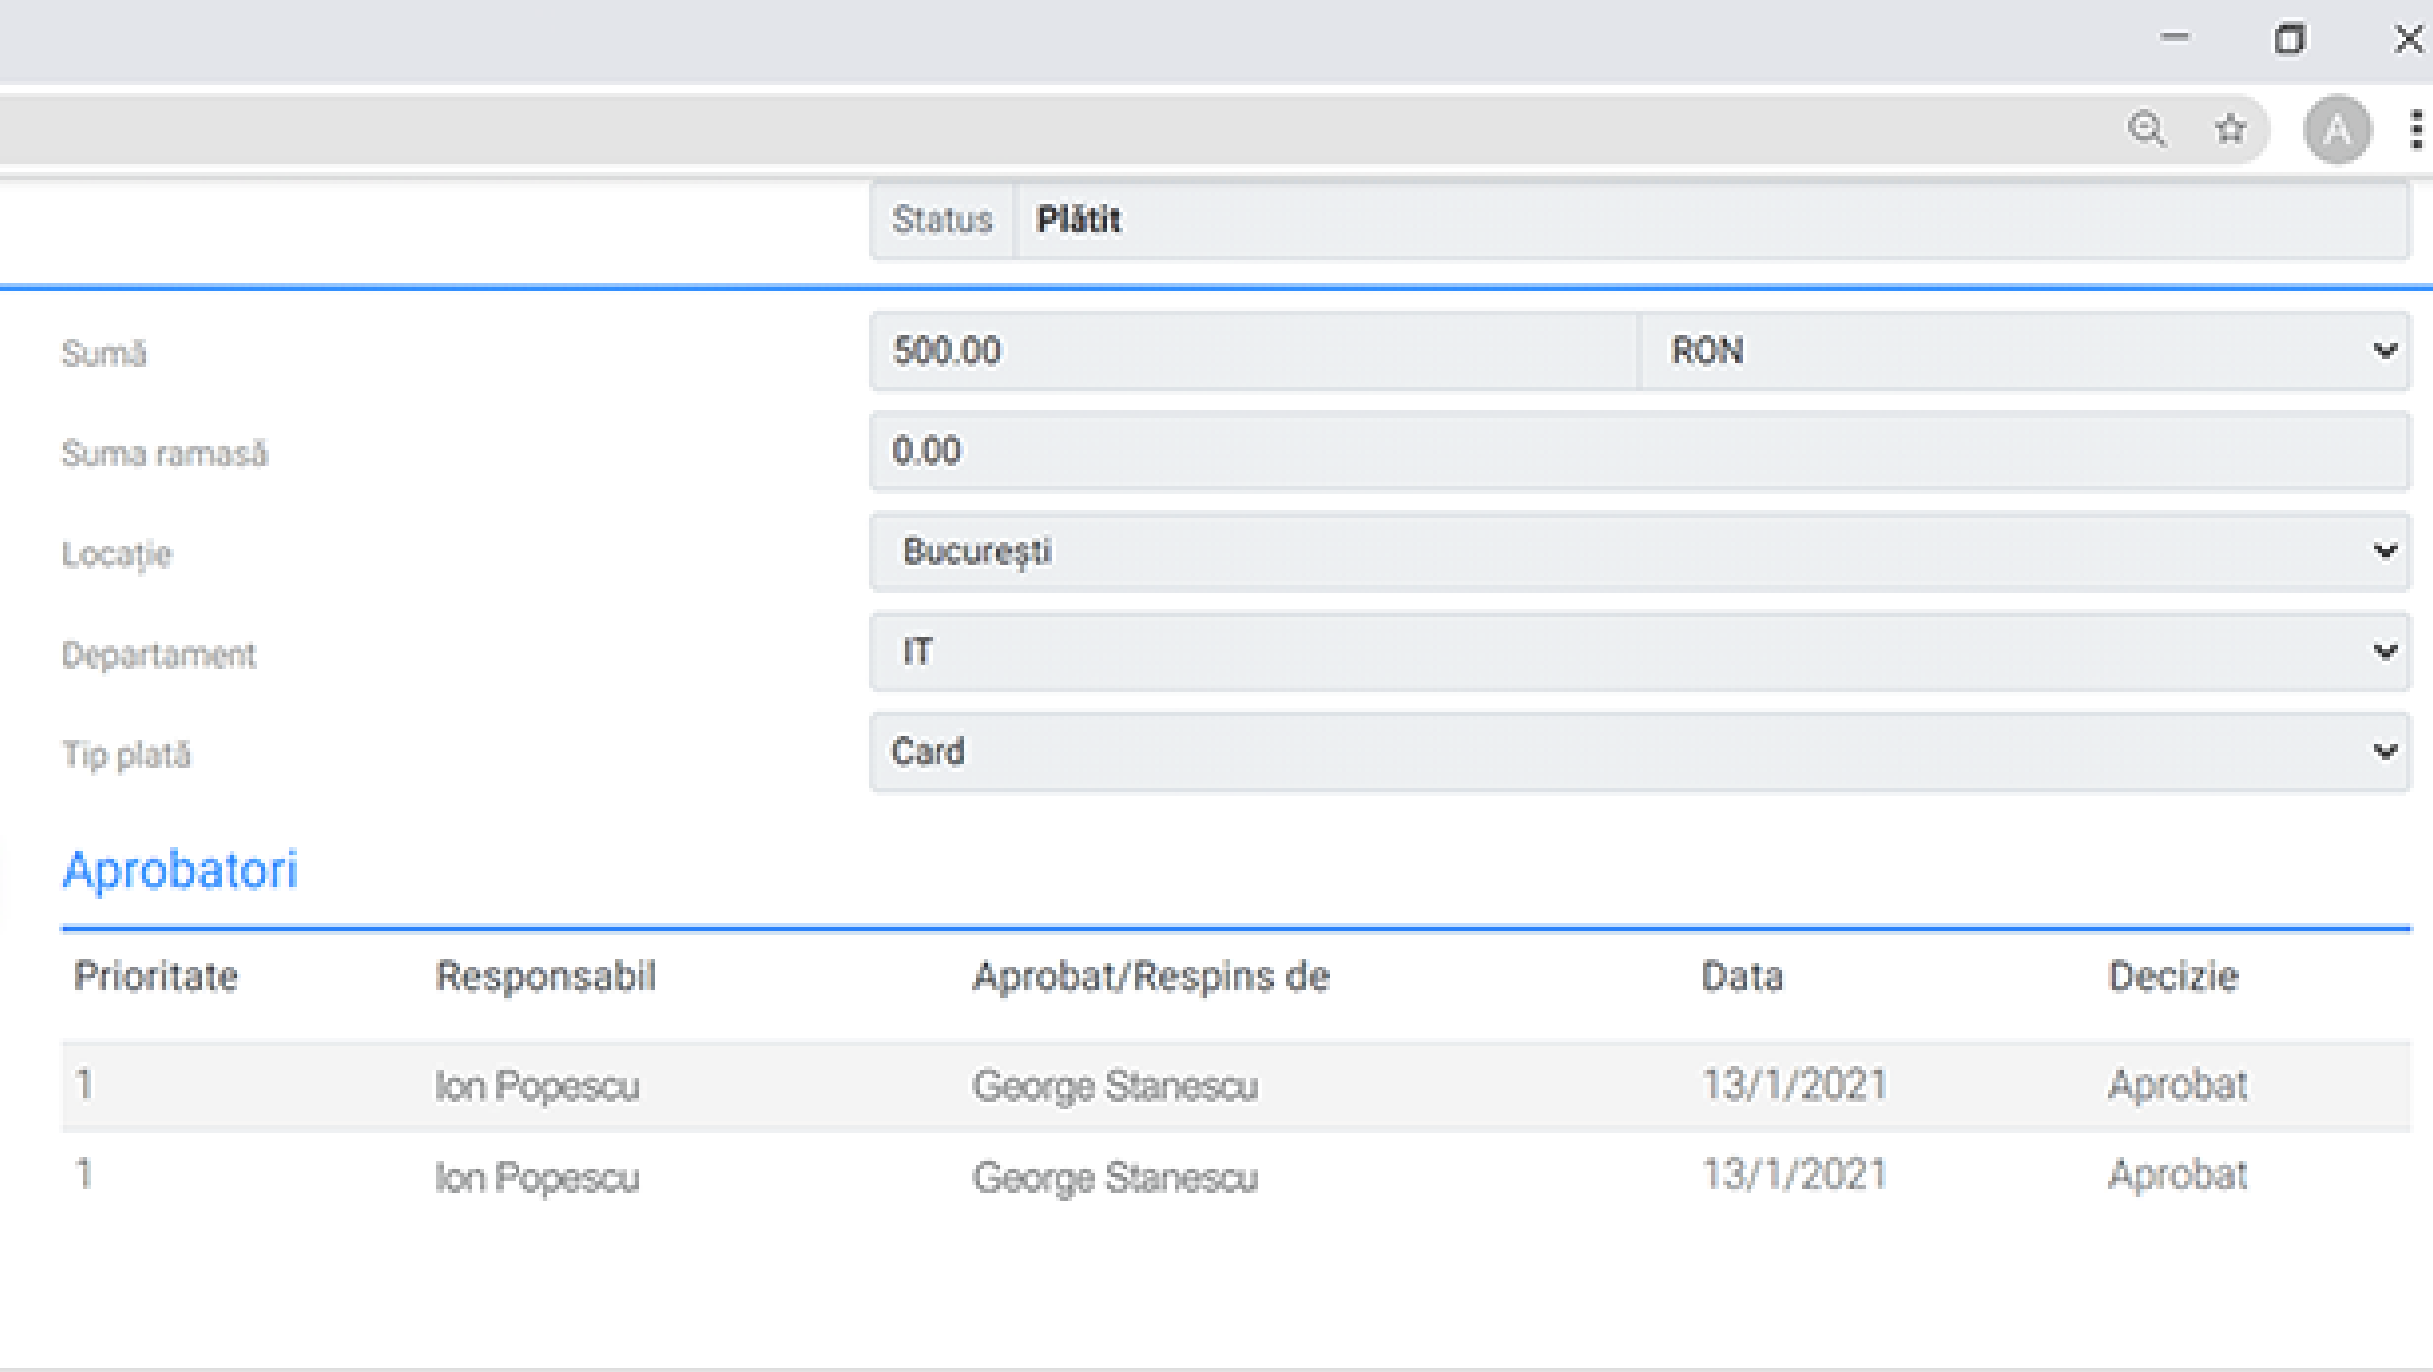 A
Status Plătit
Sumă 500.00 RON
Suma ramasă 0.00
Locație București
Departament IT
Tip plată Card
Aprobatori
Prioritate Responsabil Aprobat/Respins de Data Decizie
1 Ion Popescu George Stanescu 13/1/2021 Aprobat
1 Ion Popescu George Stanescu 13/1/2021 Aprobat